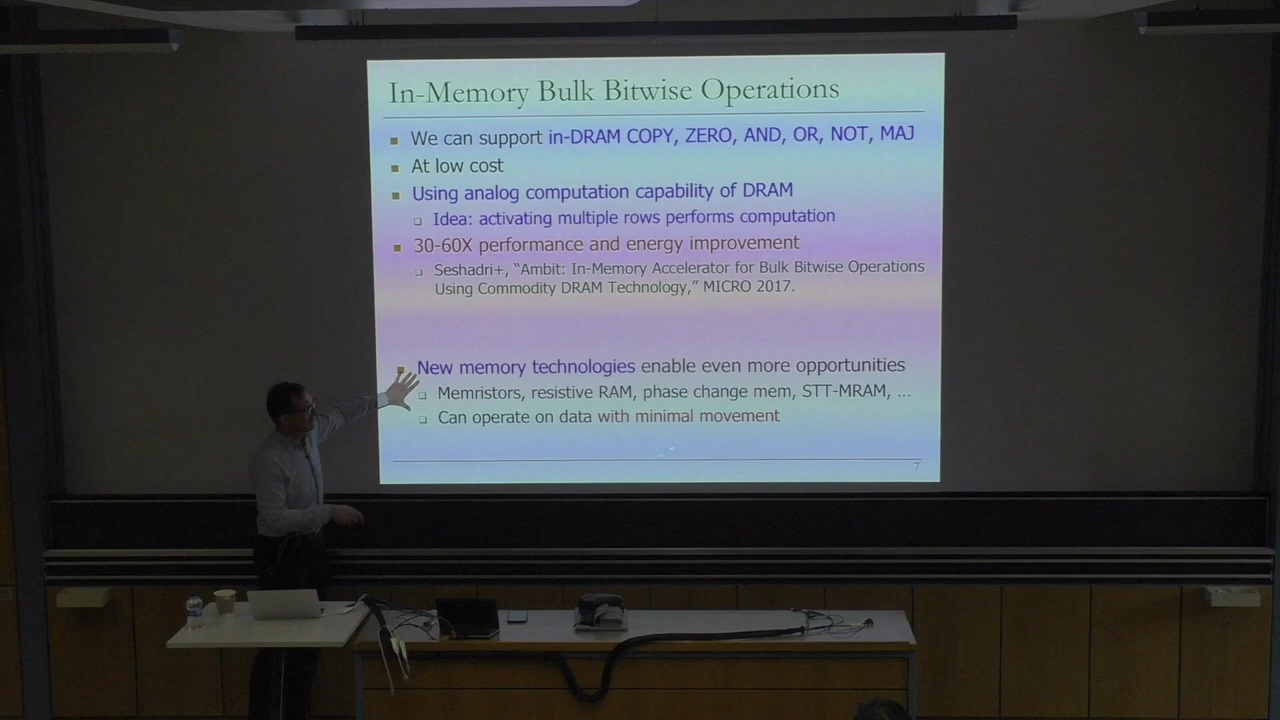 In-Memory Bulk Bitwise Operations
We can support in-DRAM COPY, ZERO, AND, OR, NOT, MAJ
At low cost
Using analog computation capability of DRAM
Idea: activating multiple rows performs computation
30-60X performance and energy improvement
Seshadri+, “Ambit: In-Memory Accelerator for Bulk Bitwise Operations
Using Commodity DRAM Technology,” MICRO 2017.
New memory technologies enable even more opportunities
Memristors, resistive RAM, phase change mem, STT-MRAM, …
Can operate on data with minimal movement
7